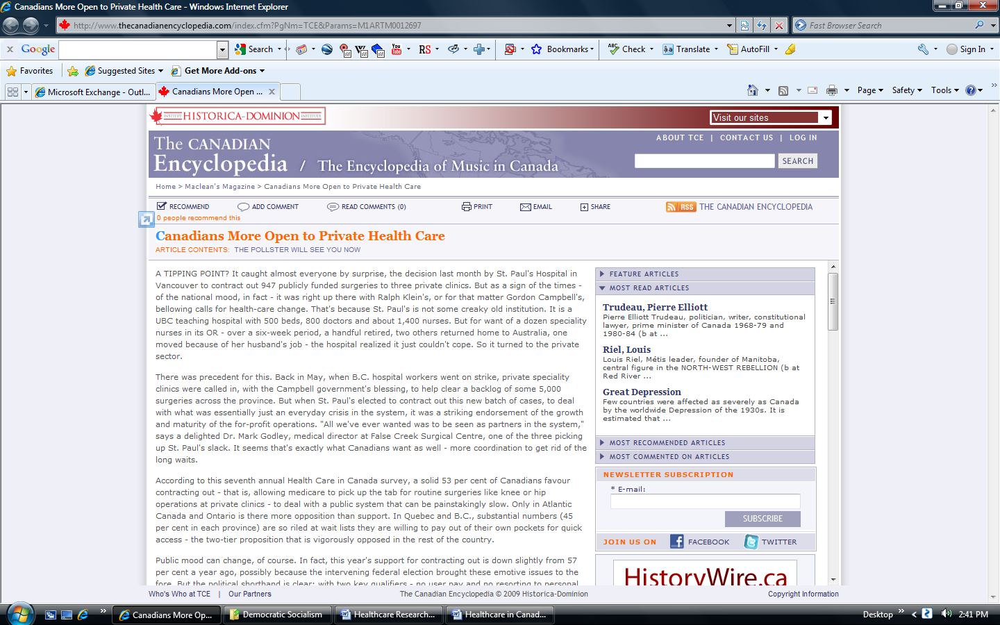 Canadians More Open to Private Health Care - Windows Internet Explorer
http://www.thecanadianencyclopedia.com/index.cfm?PgNm=TCE&Params=M1ARTM0012697
Fast Browser Search
x Google Search RS Bookmarks Check Translate AutoFill Sign In
Favorites Suggested Sites Get More Add-ons
Microsoft Exchange - Outl... Canadians More Open ... X Page Safety Tools
INSTITUT HISTORICA-DOMINION INSTITUTE
Visit our sites
The CANADIAN
Encyclopedia / The Encyclopedia of Music in Canada
ABOUT TCE | CONTACT US | LOG IN
SEARCH
Home > Maclean's Magazine > Canadians More Open to Private Health Care
RECOMMEND ADD COMMENT READ COMMENTS (0) PRINT EMAIL SHARE RSS THE CANADIAN ENCYCLOPEDIA
0 people recommend this
Canadians More Open to Private Health Care
ARTICLE CONTENTS: THE POLLSTER WILL SEE YOU NOW
A TIPPING POINT? It caught almost everyone by surprise, the decision last month by St. Paul's Hospital in
Vancouver to contract out 947 publicly funded surgeries to three private clinics. But as a sign of the times -
of the national mood, in fact - it was right up there with Ralph Klein's, or for that matter Gordon Campbell's,
bellowing calls for health-care change. That's because St. Paul's is not some creaky old institution. It is a
UBC teaching hospital with 500 beds, 800 doctors and about 1,400 nurses. But for want of a dozen speciality
nurses in its OR - over a six-week period, a handful retired, two others returned home to Australia, one
moved because of her husband's job - the hospital realized it just couldn't cope. So it turned to the private
sector.
There was precedent for this. Back in May, when B.C. hospital workers went on strike, private speciality
clinics were called in, with the Campbell government's blessing, to help clear a backlog of some 5,000
surgeries across the province. But when St. Paul's elected to contract out this new batch of cases, to deal
with what was essentially just an everyday crisis in the system, it was a striking endorsement of the growth
and maturity of the for-profit operations. "All we've ever wanted was to be seen as partners in the system,"
says a delighted Dr. Mark Godley, medical director at False Creek Surgical Centre, one of the three picking
up St. Paul's slack. It seems that's exactly what Canadians want as well - more coordination to get rid of the
long waits.
According to this seventh annual Health Care in Canada survey, a solid 53 per cent of Canadians favour
contracting out - that is, allowing medicare to pick up the tab for routine surgeries like knee or hip
operations at private clinics - to deal with a public system that can be painstakingly slow. Only in Atlantic
Canada and Ontario is there more opposition than support. In Quebec and B.C., substantial numbers (45
per cent in each province) are so riled at wait lists they are willing to pay out of their own pockets for quick
access - the two-tier proposition that is vigorously opposed in the rest of the country.
Public mood can change, of course. In fact, this year's support for contracting out is down slightly from 57
per cent a year ago, possibly because the intervening federal election brought these emotive issues to the
fore. But the political shorthand is clear: with two key qualifiers - no user pay and no resorting to personal
FEATURE ARTICLES
MOST READ ARTICLES
Trudeau, Pierre Elliott
Pierre Elliott Trudeau, politician, writer, constitutional
lawyer, prime minister of Canada 1968-79 and
1980-84 (b at ...
Riel, Louis
Louis Riel, Métis leader, founder of Manitoba,
central figure in the NORTH-WEST REBELLION (b at
Red River ...
Great Depression
Few countries were affected as severely as Canada
by the worldwide Depression of the 1930s. It is
estimated that ...
MOST RECOMMENDED ARTICLES
MOST COMMENTED ON ARTICLES
NEWSLETTER SUBSCRIPTION
* E-mail:
SUBSCRIBE
JOIN US ON FACEBOOK TWITTER
HistoryWire.ca
Who's Who at TCE | Our Partners The Canadian Encyclopedia © 2009 Historica-Dominion Copyright Information
Canadians More Op... Democratic Socialism Healthcare Research... Healthcare in Canad... Desktop 2:41 PM